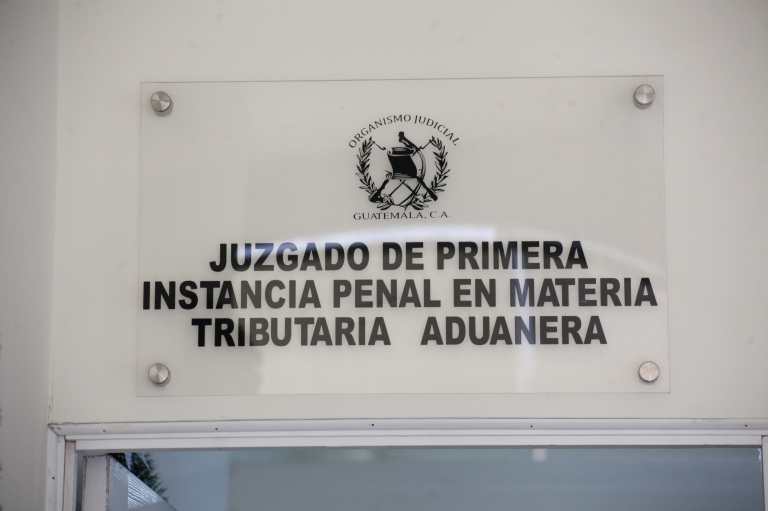 ORGANISMO JUDICIAL
GUATEMALA, C.A.
JUZGADO DE PRIMERA
INSTANCIA PENAL EN MATERIA
TRIBUTARIA ADUANERA